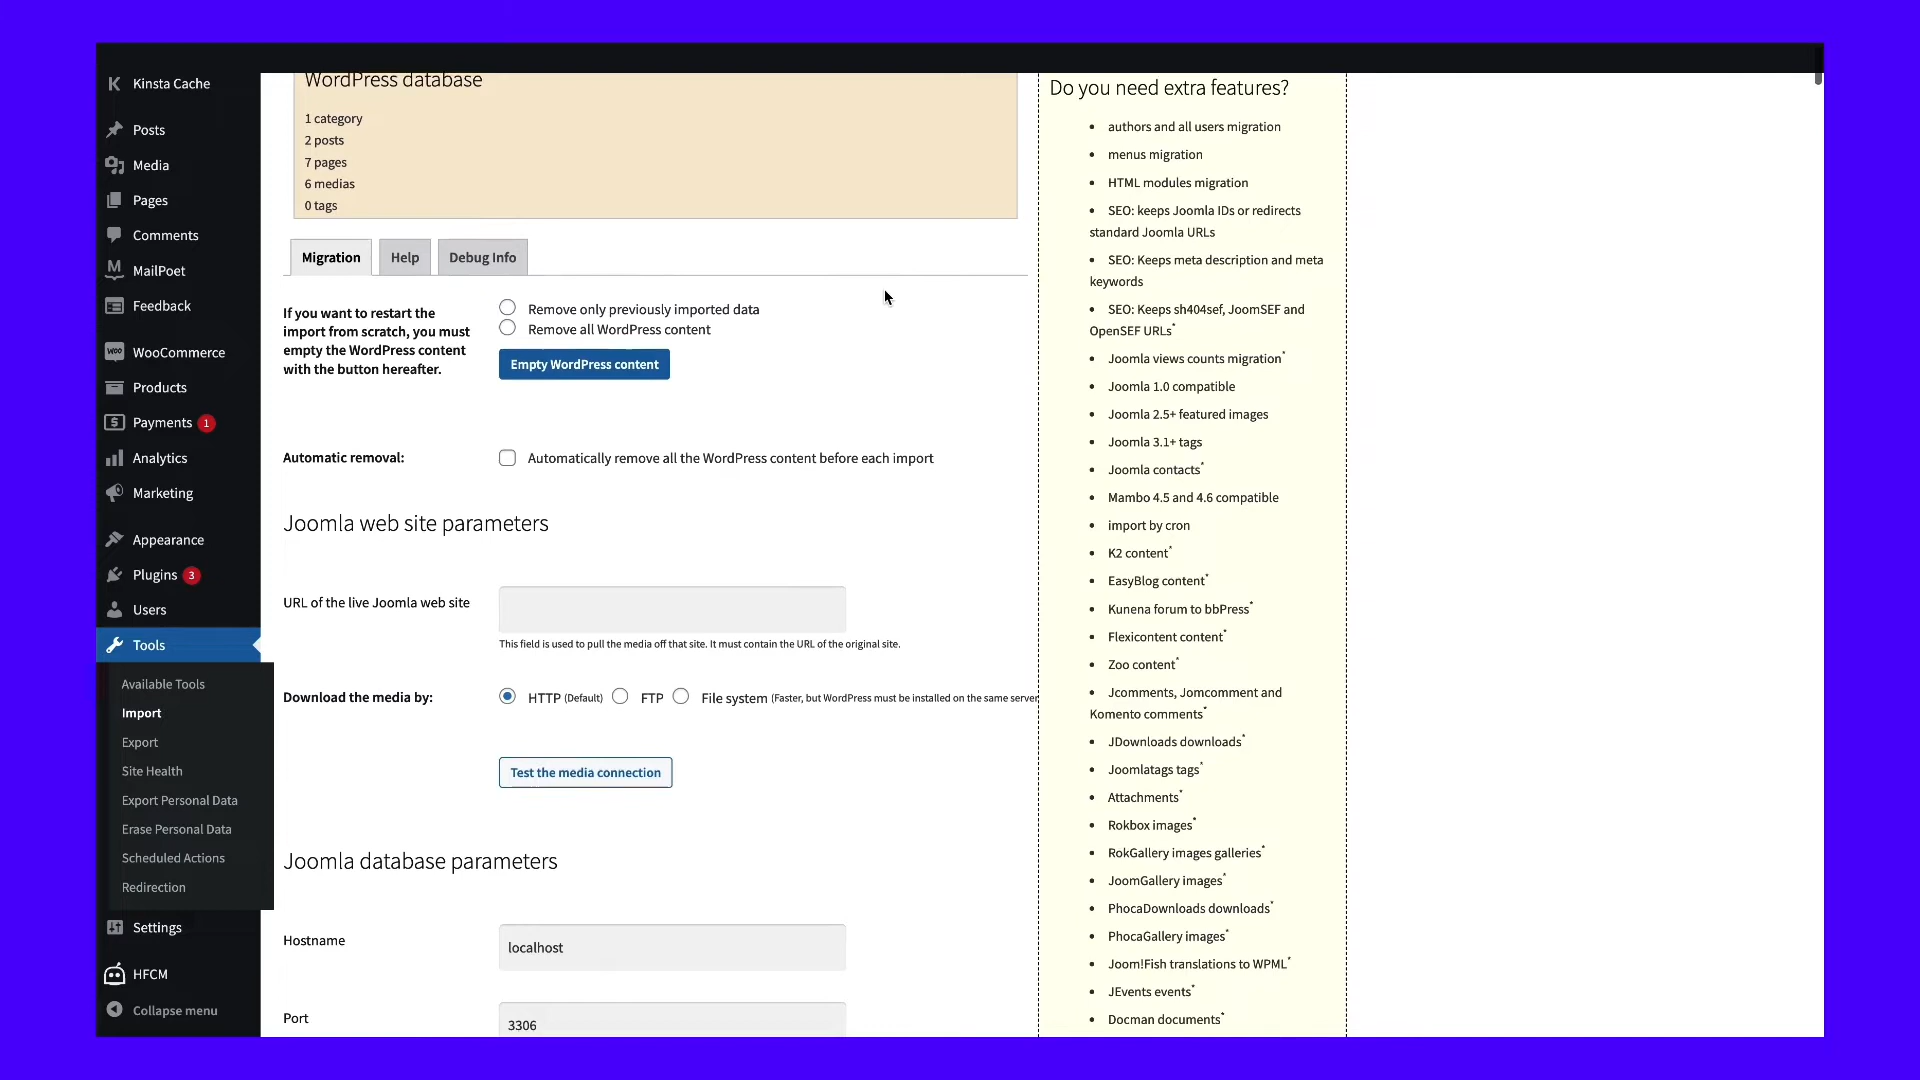 Kinsta Cache
Posts
Media
Pages
Comments
MailPoet
Feedback
WooCommerce
Products
Payments 1
Analytics
Marketing
Appearance
Plugins 3
Users
Tools
Available Tools
Import
Export
Site Health
Export Personal Data
Erase Personal Data
Scheduled Actions
Redirection
Settings
HFCM
Collapse menu
WordPress database
1 category
2 posts
7 pages
6 medias
0 tags
Migration
Help
Debug Info
If you want to restart the
import from scratch, you must
empty the WordPress content
with the button hereafter.
Remove only previously imported data
Remove all WordPress content
Empty WordPress content
Automatic removal:
Automatically remove all the WordPress content before each import
Joomla web site parameters
URL of the live Joomla web site
This field is used to pull the media off that site. It must contain the URL of the original site.
Download the media by:
HTTP (Default) FTP File system (Faster, but WordPress must be installed on the same server
Test the media connection
Joomla database parameters
Hostname
localhost
Port
3306
Do you need extra features?
• authors and all users migration
• menus migration
• HTML modules migration
• SEO: keeps Joomla IDs or redirects
standard Joomla URLs
• SEO: Keeps meta description and meta
keywords
• SEO: Keeps sh404sef, JoomSEF and
OpenSEF URLs*
• Joomla views counts migration*
• Joomla 1.0 compatible
• Joomla 2.5+ featured images
• Joomla 3.1+ tags
• Joomla contacts*
• Mambo 4.5 and 4.6 compatible
• import by cron
• K2 content*
• EasyBlog content*
• Kunena forum to bbPress*
• Flexicontent content*
• Zoo content*
• Jcomments, Jomcomment and
Komento comments*
• JDownloads downloads*
• Joomlatags tags*
• Attachments*
• Rokbox images*
• RokGallery images galleries*
• JoomGallery images*
• PhocaDownloads downloads*
• PhocaGallery images*
• Joom!Fish translations to WPML*
• JEvents events*
• Docman documents*